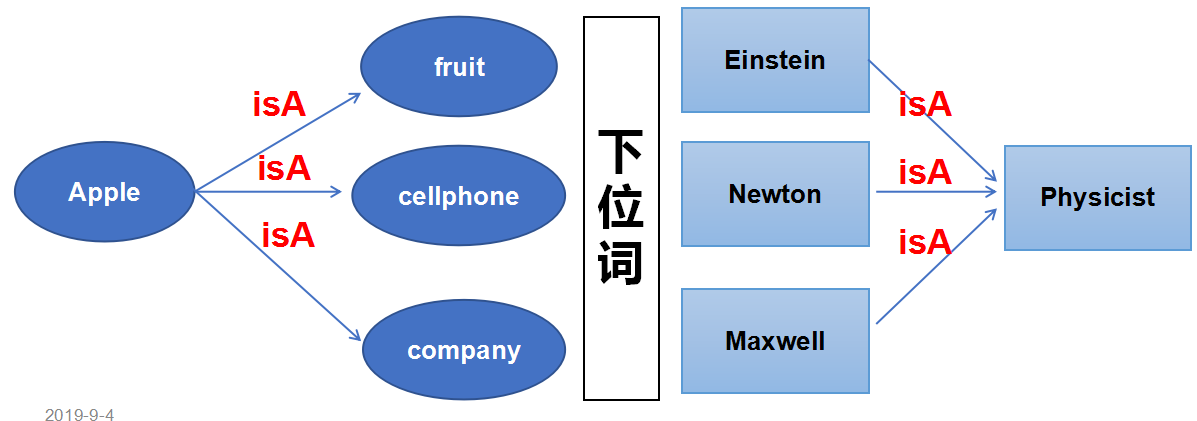 fruit
isA
Apple
isA
cellphone
isA
company
下位词
Einstein
isA
Newton
isA
Physicist
isA
Maxwell
2019-9-4